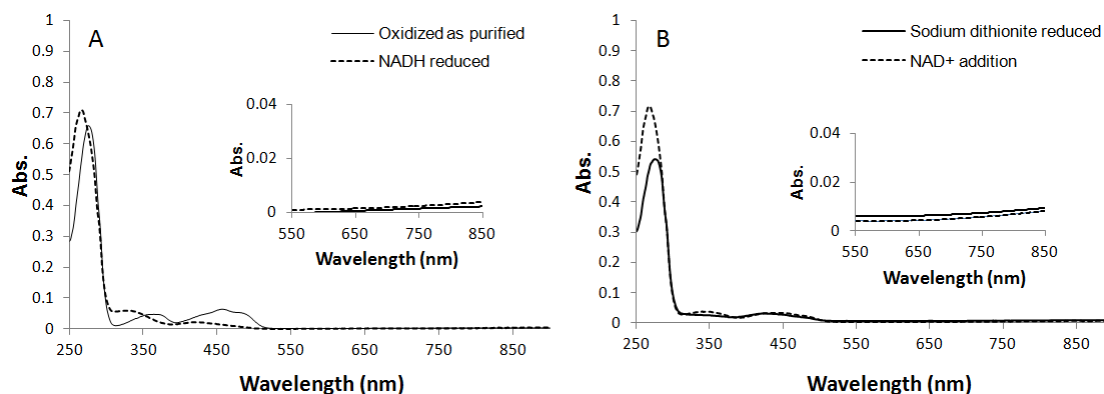 A
Oxidized as purified
NADH reduced
Abs.
1
0.9
0.8
0.7
0.6
0.5
0.4
0.3
0.2
0.1
0
250 350 450 550 650 750 850
Wavelength (nm)
Abs.
0.04
0.02
0
550 650 750 850
Wavelength (nm)
B
Sodium dithionite reduced
NAD+ addition
Abs.
1
0.9
0.8
0.7
0.6
0.5
0.4
0.3
0.2
0.1
0
250 350 450 550 650 750 850
Wavelength (nm)
Abs.
0.04
0.02
0
550 650 750 850
Wavelength (nm)